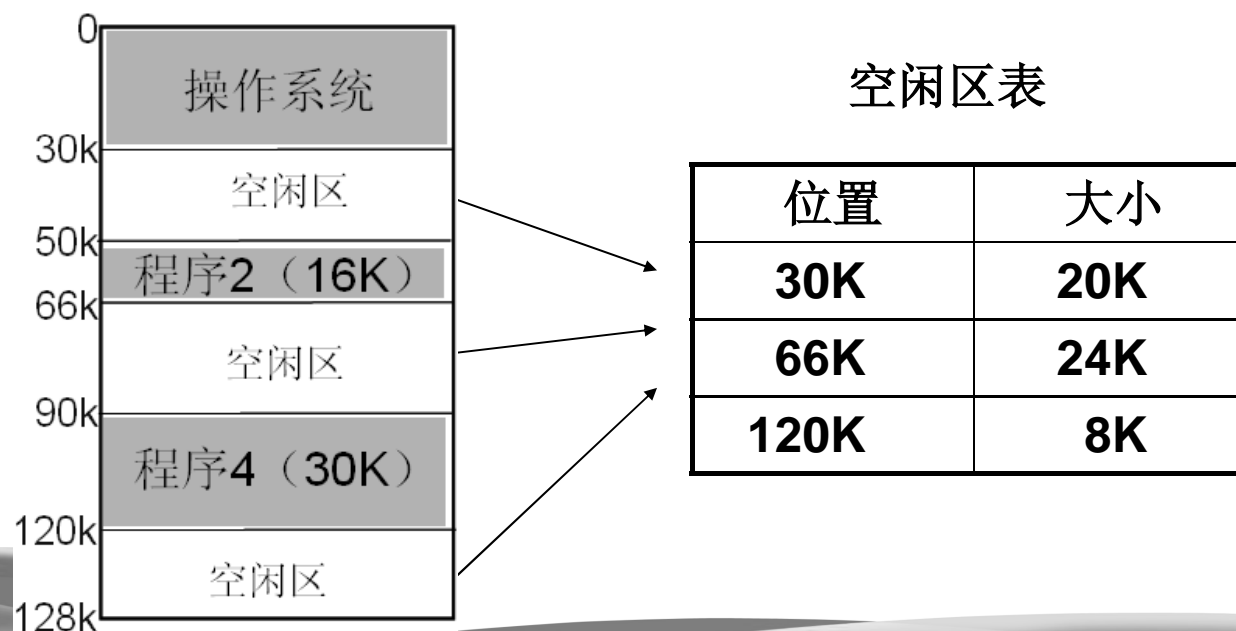 0
操作系统
30k
空闲区
50k
程序2（16K）
66k
空闲区
90k
程序4（30K）
120k
空闲区
128k
空闲区表
位置 大小
30K 20K
66K 24K
120K 8K